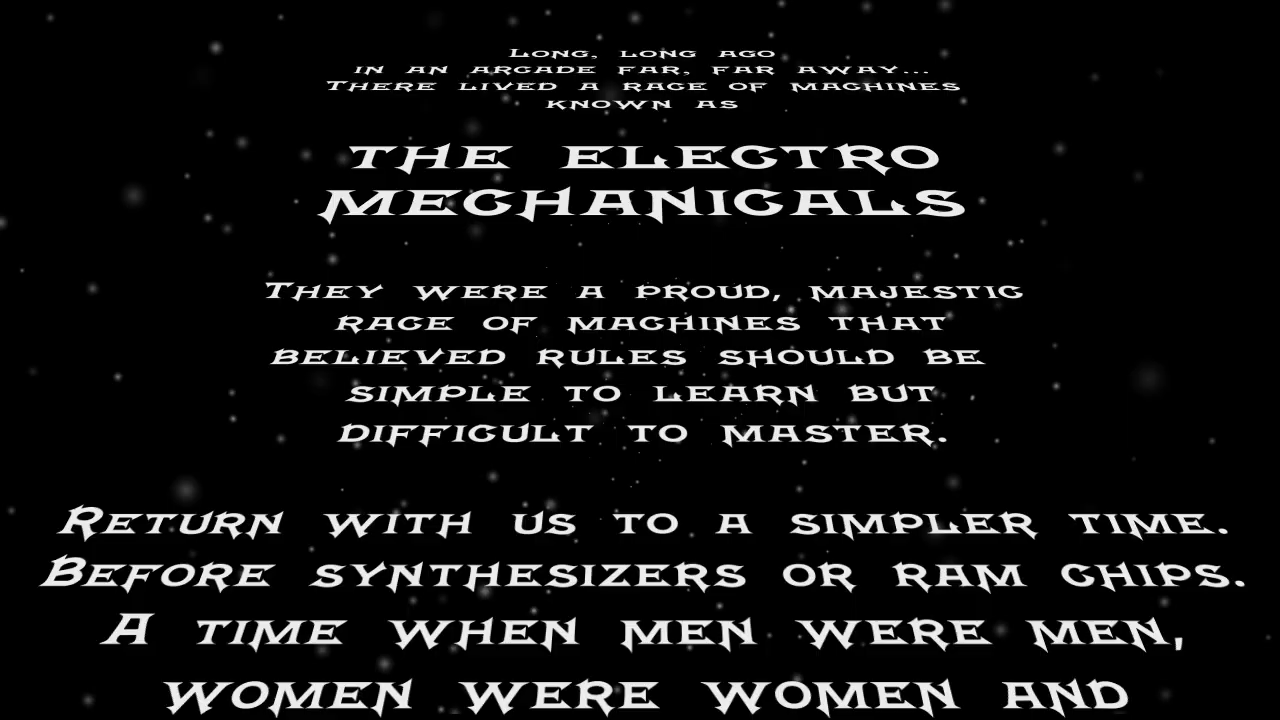 Long, long ago
in an arcade far, far away...
There lived a race of machines
known as
the Electro
Mechanicals
They were a proud, majestic
race of machines that
believed rules should be
simple to learn but
difficult to master.
Return with us to a simpler time.
Before synthesizers or RAM chips.
A time when men were men,
women were women and